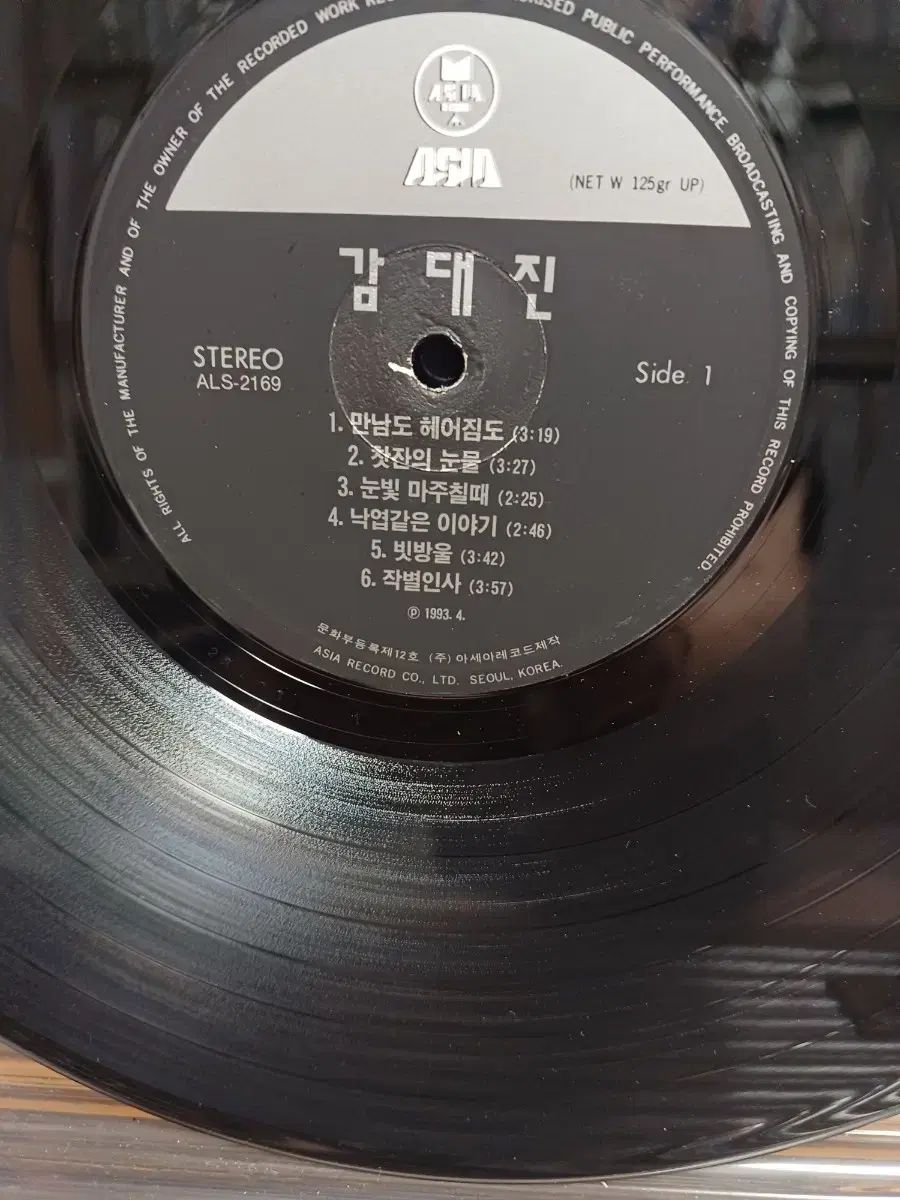 ALL RIGHTS OF THE MANUFACTURER AND OF THE OWNER OF THE RECORDED WORK
PUBLIC PERFORMANCE. BROADCASTING AND COPYING OF THIS RECORD PROHIBITED.
ASIA
ASIA
(NET W 125gr UP)
감대진
STEREO
ALS-2169
Side 1
1. 만남도 헤어짐도 (3:19)
2. 찻잔의 눈물 (3:27)
3. 눈빛 마주칠때 (2:25)
4. 낙엽같은 이야기 (2:46)
5. 빗방울 (3:42)
6. 작별인사 (3:57)
℗ 1993. 4.
문화부등록제12호 (주) 아세아레코드제작
ASIA RECORD CO., LTD. SEOUL, KOREA.